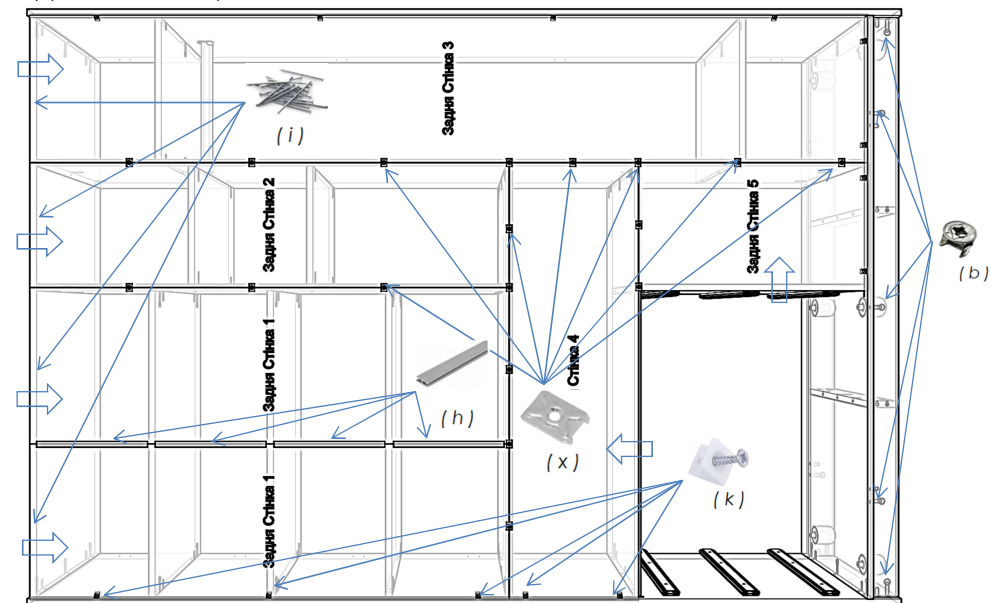 Задня Стінка 3
( i )
Задня Стінка 2
Задня Стінка 5
( b )
Задня Стінка 1
Стінка 4
( h )
( x )
( k )
Задня Стінка 1